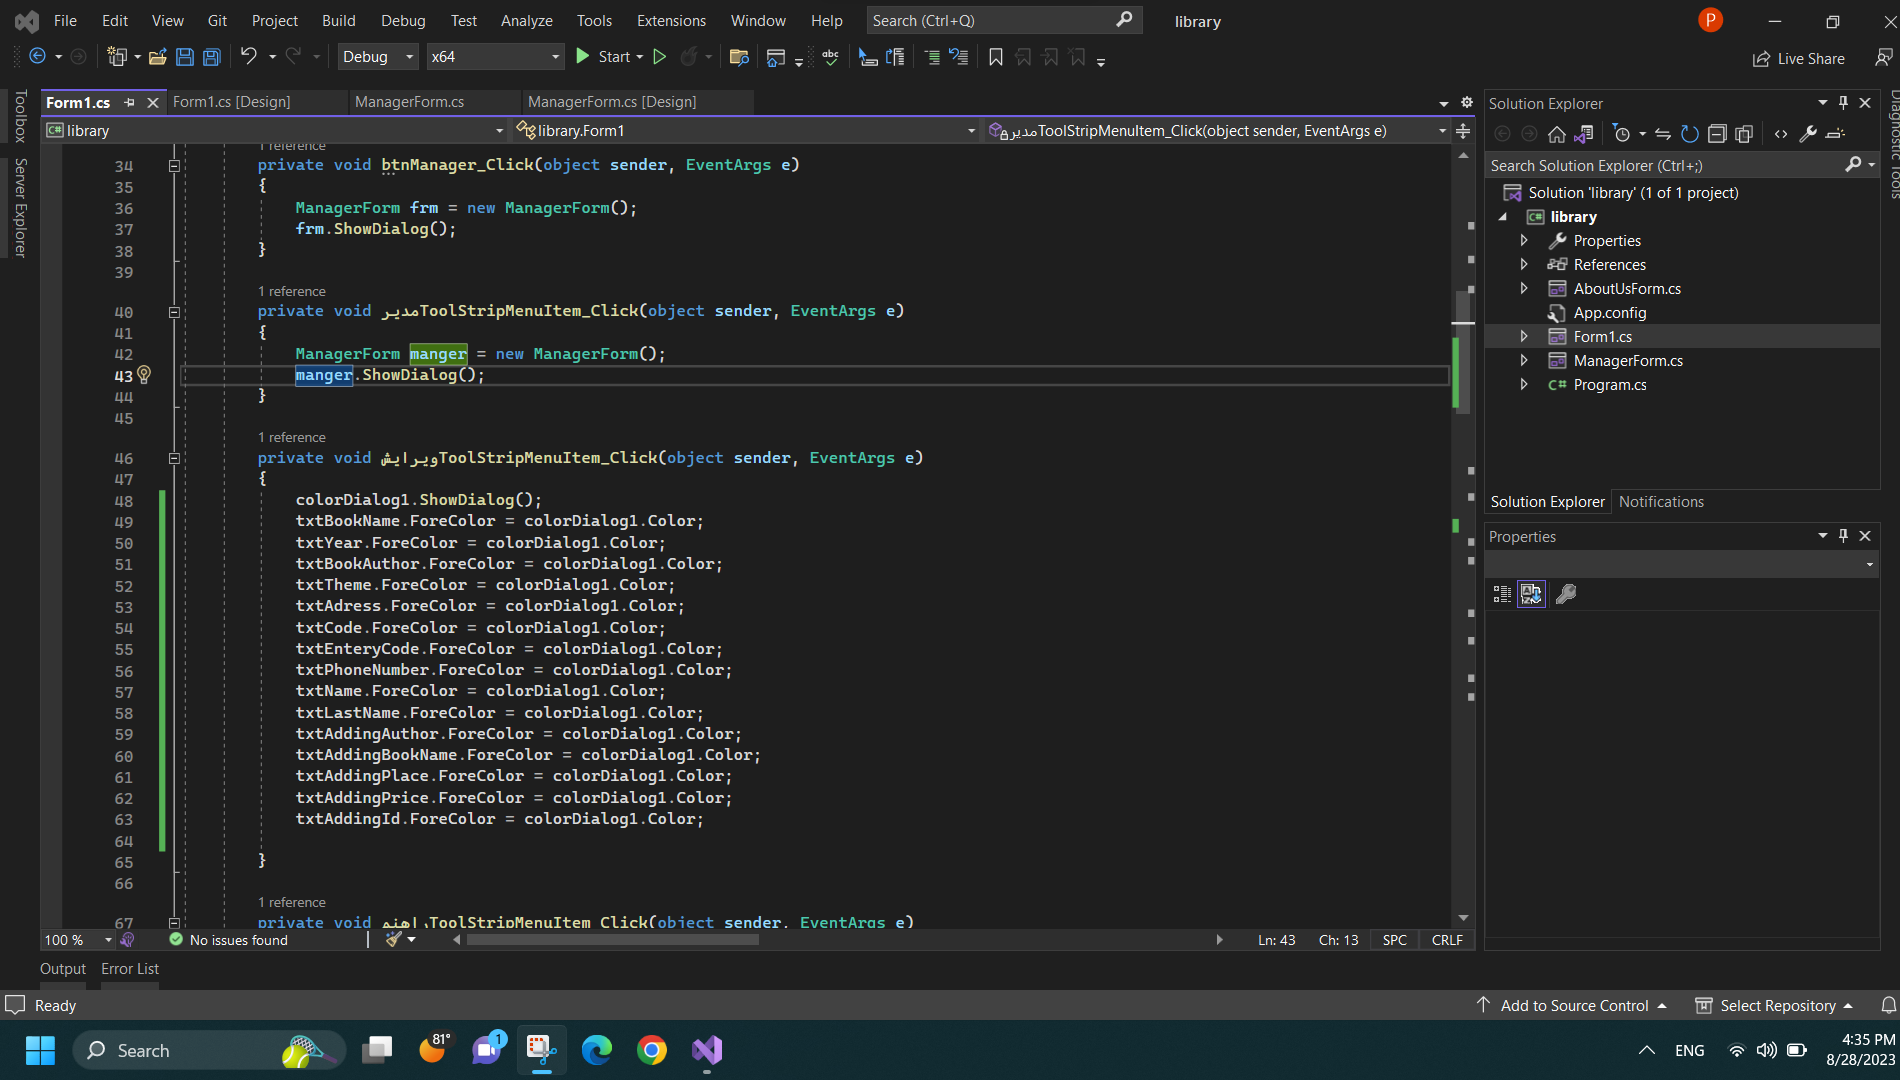 File Edit View Git Project Build Debug Test Analyze Tools Extensions Window Help Search (Ctrl+Q) library P
Debug x64 Start Live Share
Toolbox
Server Explorer
Form1.cs Form1.cs [Design] ManagerForm.cs ManagerForm.cs [Design]
library library.Form1 مدیرToolStripMenuItem_Click(object sender, EventArgs e)
1 reference
34 private void btnManager_Click(object sender, EventArgs e)
35 {
36 ManagerForm frm = new ManagerForm();
37 frm.ShowDialog();
38 }
39
1 reference
40 private void مدیرToolStripMenuItem_Click(object sender, EventArgs e)
41 {
42 ManagerForm manger = new ManagerForm();
43 manger.ShowDialog();
44 }
45
1 reference
46 private void ویرایشToolStripMenuItem_Click(object sender, EventArgs e)
47 {
48 colorDialog1.ShowDialog();
49 txtBookName.ForeColor = colorDialog1.Color;
50 txtYear.ForeColor = colorDialog1.Color;
51 txtBookAuthor.ForeColor = colorDialog1.Color;
52 txtTheme.ForeColor = colorDialog1.Color;
53 txtAdress.ForeColor = colorDialog1.Color;
54 txtCode.ForeColor = colorDialog1.Color;
55 txtEnteryCode.ForeColor = colorDialog1.Color;
56 txtPhoneNumber.ForeColor = colorDialog1.Color;
57 txtName.ForeColor = colorDialog1.Color;
58 txtLastName.ForeColor = colorDialog1.Color;
59 txtAddingAuthor.ForeColor = colorDialog1.Color;
60 txtAddingBookName.ForeColor = colorDialog1.Color;
61 txtAddingPlace.ForeColor = colorDialog1.Color;
62 txtAddingPrice.ForeColor = colorDialog1.Color;
63 txtAddingId.ForeColor = colorDialog1.Color;
64
65 }
66
1 reference
67 private void راهنمToolStripMenuItem_Click(object sender, EventArgs e)
100 % No issues found Ln: 43 Ch: 13 SPC CRLF
Output Error List
Solution Explorer
Search Solution Explorer (Ctrl+;)
Solution 'library' (1 of 1 project)
library
Properties
References
AboutUsForm.cs
App.config
Form1.cs
ManagerForm.cs
Program.cs
Solution Explorer Notifications
Properties
Diagnostic Tools
Ready Add to Source Control Select Repository
Search 81° 1 ENG 4:35 PM
8/28/2023